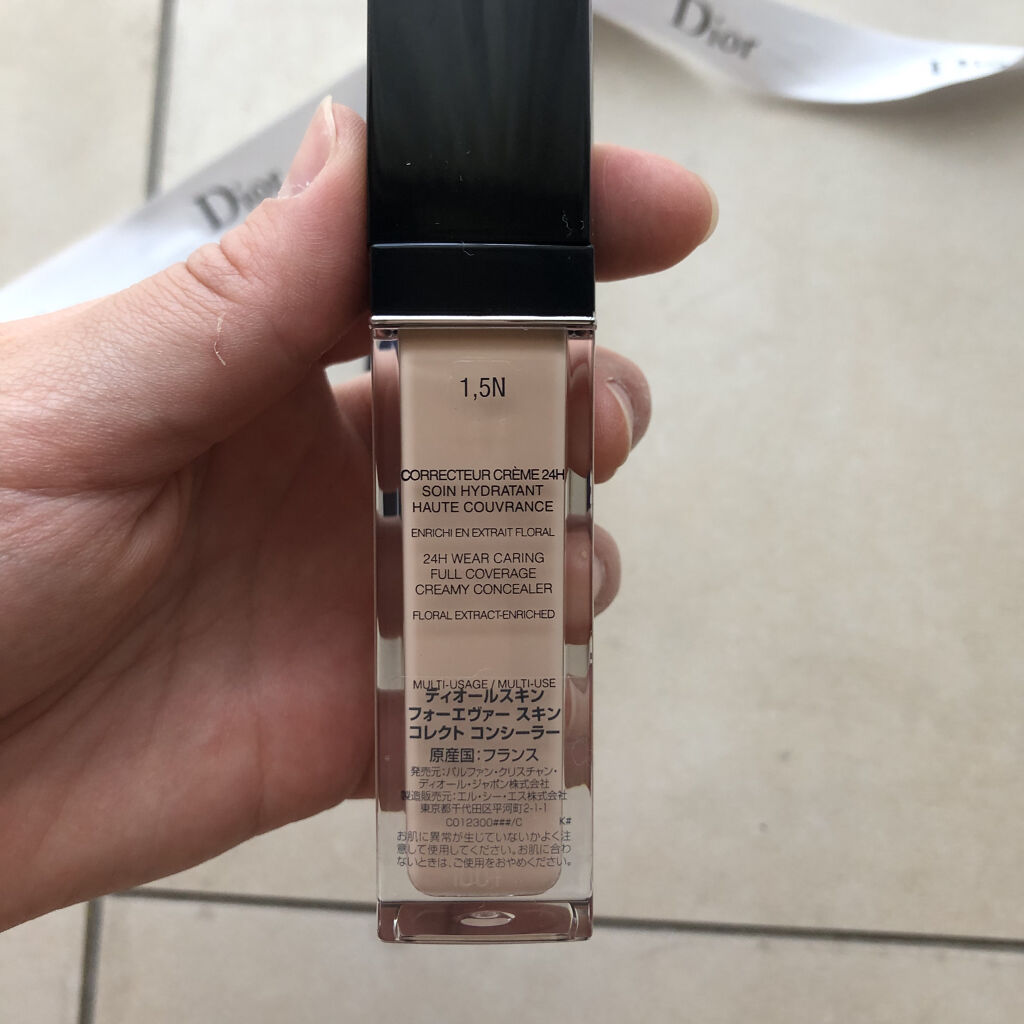 Dior
Dior
1,5N
CORRECTEUR CRÈME 24H
SOIN HYDRATANT
HAUTE COUVRANCE
ENRICHI EN EXTRAIT FLORAL
24H WEAR CARING
FULL COVERAGE
CREAMY CONCEALER
FLORAL EXTRACT-ENRICHED
MULTI-USAGE / MULTI-USE
ディオールスキン
フォーエヴァー スキン
コレクト コンシーラー
原産国:フランス
発売元:パルファン・クリスチャン・
ディオール・ジャポン株式会社
製造販売元:エル・シー・エス株式会社
東京都千代田区平河町2-1-1
C012300###/C K#
お肌に異常が生じていないかよく注
意して使用してください。お肌に合わ
ないときは、ご使用をおやめください。